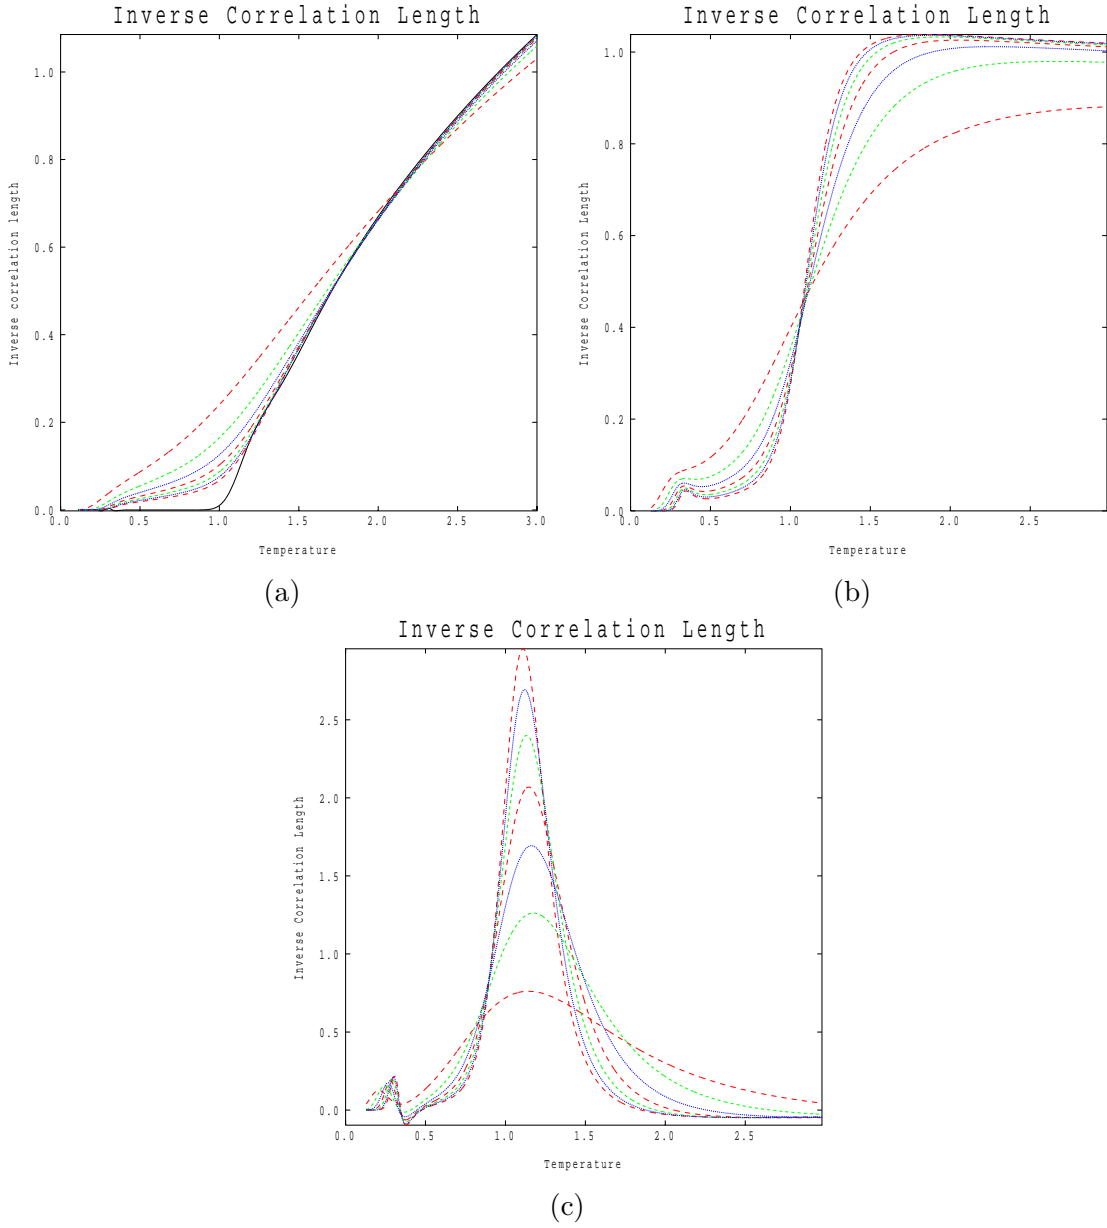 Inverse Correlation Length
Inverse correlation length
1.0
0.8
0.6
0.4
0.2
0.0
0.0 0.5 1.0 1.5 2.0 2.5 3.0
Temperature
(a)
Inverse Correlation Length
Inverse Correlation Length
1.0
0.8
0.6
0.4
0.2
0.0
0.0 0.5 1.0 1.5 2.0 2.5
Temperature
(b)
Inverse Correlation Length
Inverse Correlation Length
2.5
2.0
1.5
1.0
0.5
0.0
0.0 0.5 1.0 1.5 2.0 2.5
Temperature
(c)